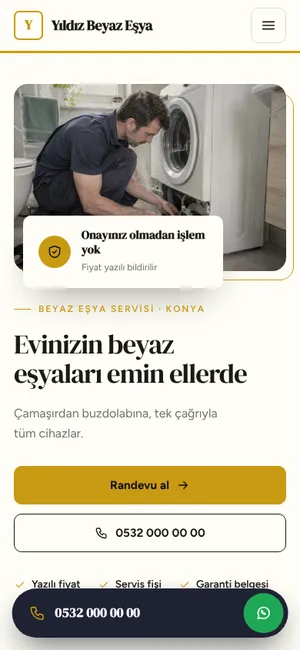 Y
Yıldız Beyaz Eşya
Onayınız olmadan işlem
yok
Fiyat yazılı bildirilir
BEYAZ EŞYA SERVİSİ · KONYA
Evinizin beyaz
eşyaları emin ellerde
Çamaşırdan buzdolabına, tek çağrıyla
tüm cihazlar.
Randevu al
0532 000 00 00
Yazılı fiyat Servis fişi Garanti belgesi
0532 000 00 00